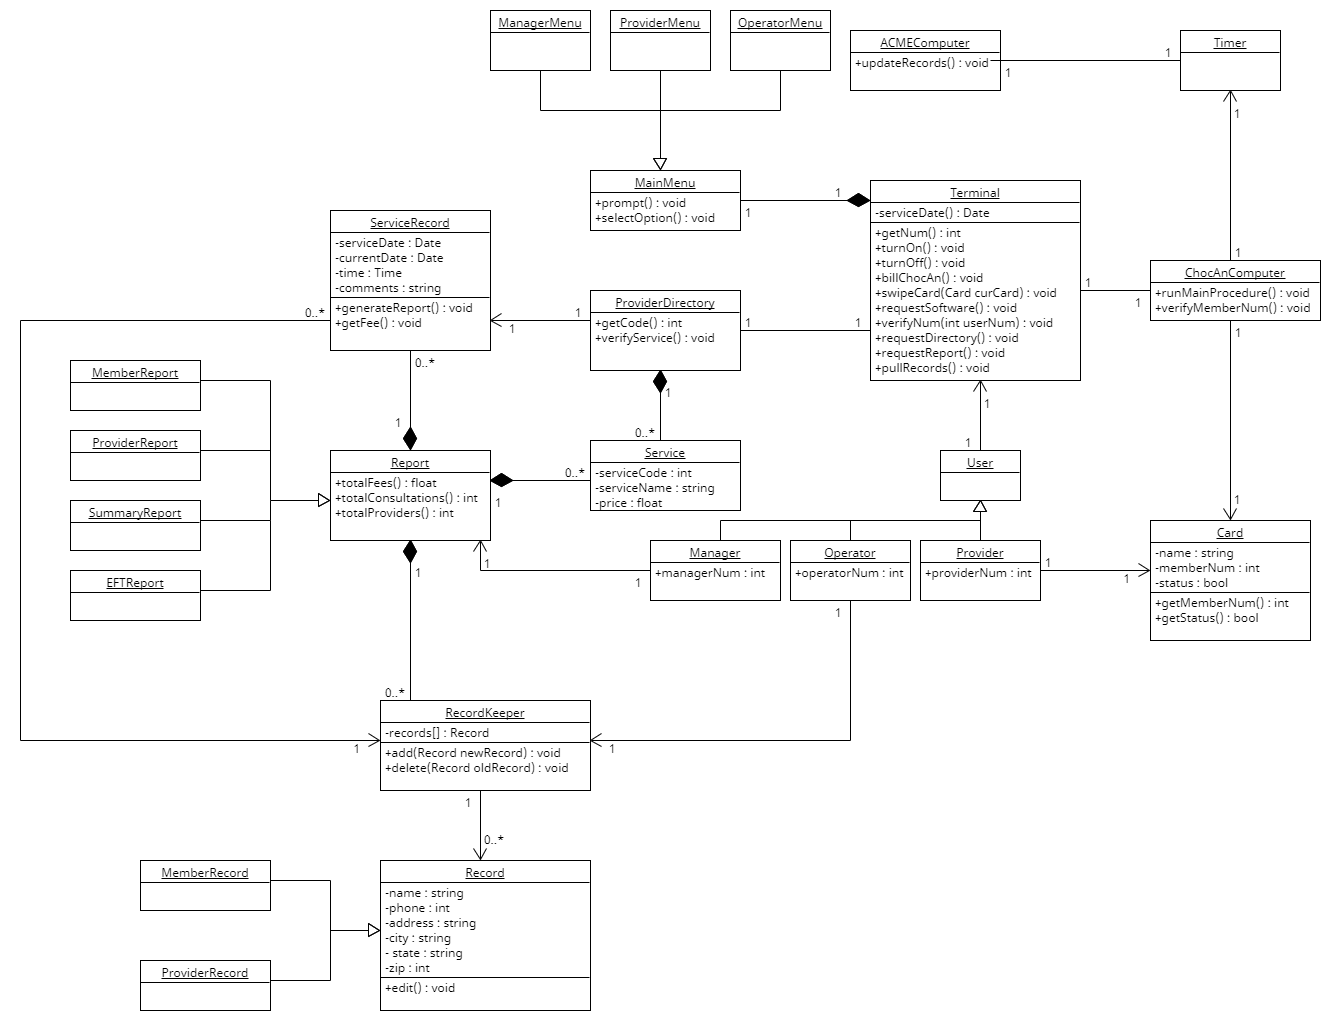 ManagerMenu
ProviderMenu
OperatorMenu
ACMEComputer
+updateRecords() : void
1
1
Timer
1
MainMenu
+prompt() : void
+selectOption() : void
1
1
Terminal
-serviceDate() : Date
+getNum() : int
+turnOn() : void
+turnOff() : void
+billChocAn() : void
+swipeCard(Card curCard) : void
+requestSoftware() : void
+verifyNum(int userNum) : void
+requestDirectory() : void
+requestReport() : void
+pullRecords() : void
1
1
1
ChocAnComputer
+runMainProcedure() : void
+verifyMemberNum() : void
1
ServiceRecord
-serviceDate : Date
-currentDate : Date
-time : Time
-comments : string
+generateReport() : void
+getFee() : void
0..*
0..*
1
1
ProviderDirectory
+getCode() : int
+verifyService() : void
1
1
1
0..*
1
MemberReport
ProviderReport
SummaryReport
EFTReport
1
Report
+totalFees() : float
+totalConsultations() : int
+totalProviders() : int
1
0..*
Service
-serviceCode : int
-serviceName : string
-price : float
1
1
User
1
1
1
1
Manager
+managerNum : int
Operator
+operatorNum : int
Provider
+providerNum : int
1
1
1
Card
-name : string
-memberNum : int
-status : bool
+getMemberNum() : int
+getStatus() : bool
1
0..*
1
RecordKeeper
-records[] : Record
+add(Record newRecord) : void
+delete(Record oldRecord) : void
1
1
0..*
MemberRecord
ProviderRecord
Record
-name : string
-phone : int
-address : string
-city : string
- state : string
-zip : int
+edit() : void